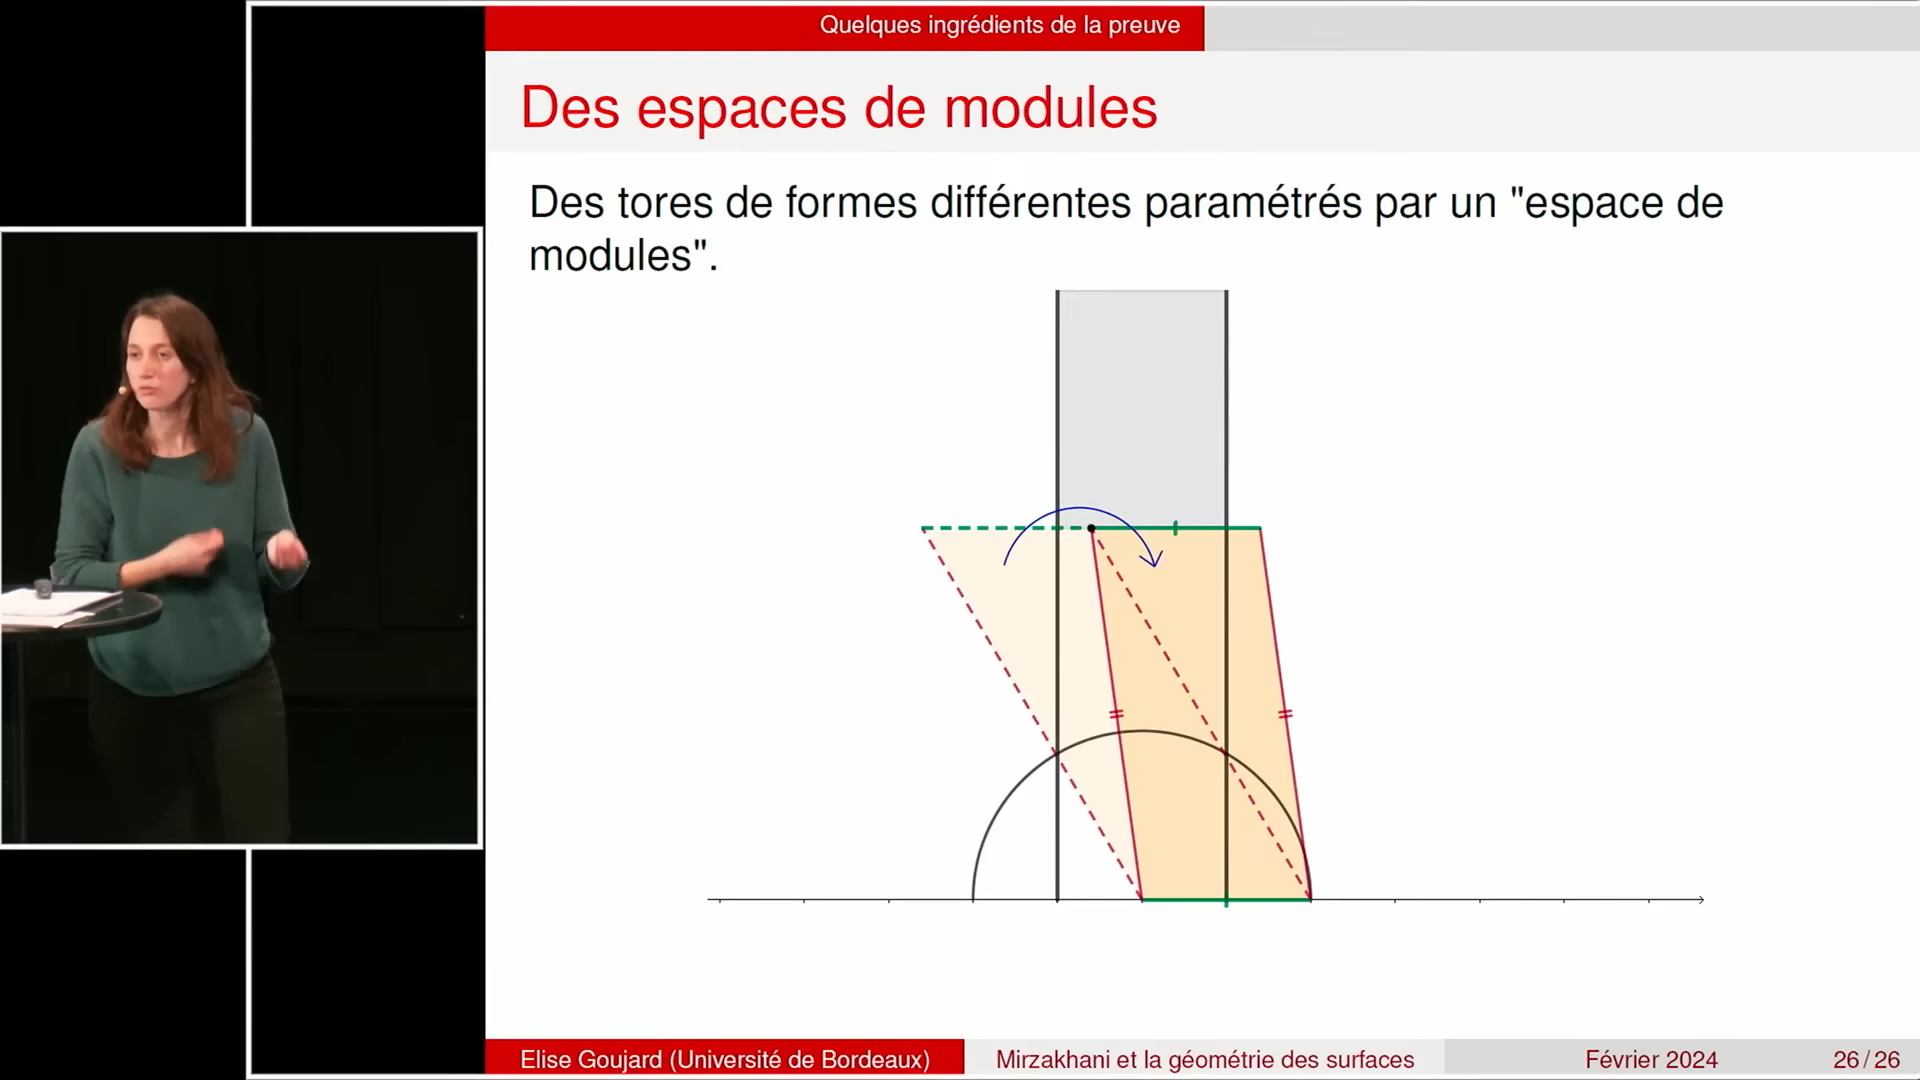 Quelques ingrédients de la preuve
Des espaces de modules
Des tores de formes différentes paramétrés par un "espace de
modules".
Elise Goujard (Université de Bordeaux)
Mirzakhani et la géométrie des surfaces
Février 2024
26 / 26